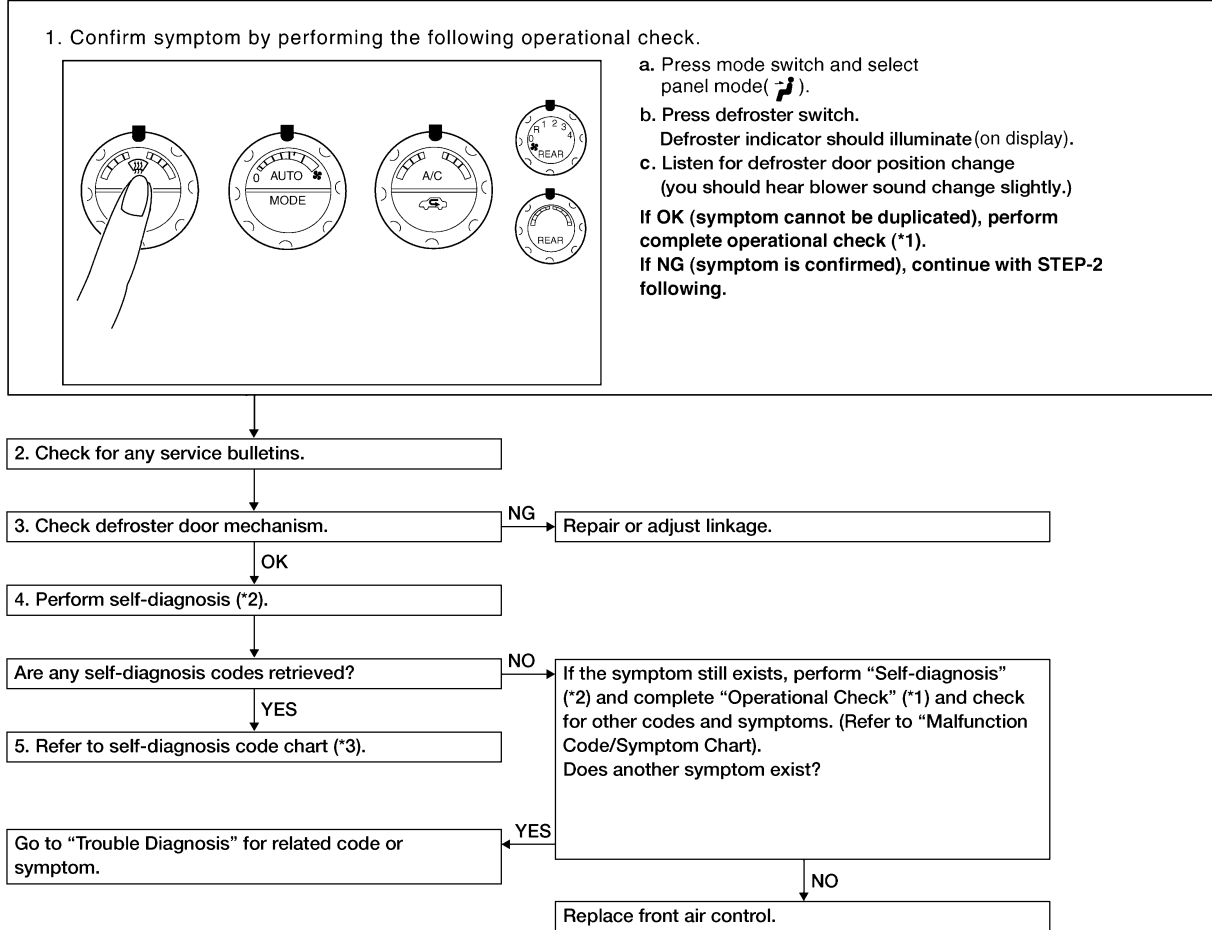 1. Confirm symptom by performing the following operational check.
0
AUTO
MODE
A/C
R
0
1
2
3
4
REAR
REAR
a. Press mode switch and select
panel mode( ).
b. Press defroster switch.
Defroster indicator should illuminate(on display).
c. Listen for defroster door position change
(you should hear blower sound change slightly.)
If OK (symptom cannot be duplicated), perform
complete operational check (*1).
If NG (symptom is confirmed), continue with STEP-2
following.
2. Check for any service bulletins.
3. Check defroster door mechanism.
NG
Repair or adjust linkage.
OK
4. Perform self-diagnosis (*2).
Are any self-diagnosis codes retrieved?
NO
If the symptom still exists, perform “Self-diagnosis”
(*2) and complete “Operational Check” (*1) and check
for other codes and symptoms. (Refer to “Malfunction
Code/Symptom Chart).
Does another symptom exist?
YES
5. Refer to self-diagnosis code chart (*3).
YES
Go to “Trouble Diagnosis” for related code or
symptom.
NO
Replace front air control.